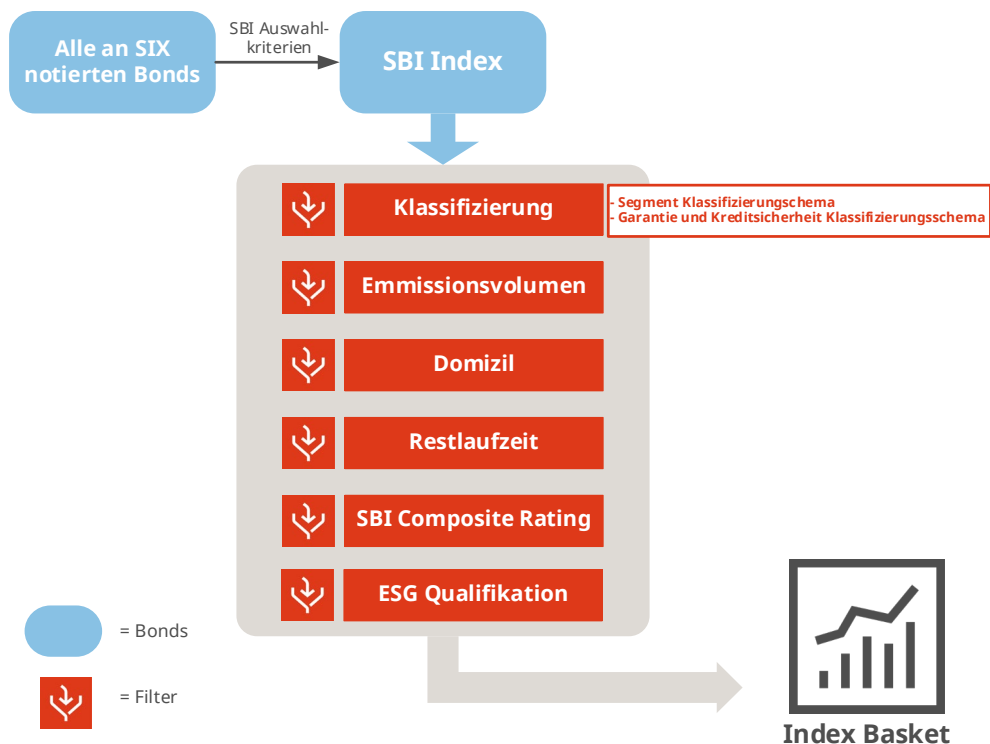 Alle an SIX
notierten Bonds
SBI Auswahl-
kriterien
SBI Index
Klassifizierung
- Segment Klassifizierungschema
- Garantie und Kreditsicherheit Klassifizierungsschema
Emmissionsvolumen
Domizil
Restlaufzeit
SBI Composite Rating
ESG Qualifikation
= Bonds
= Filter
Index Basket